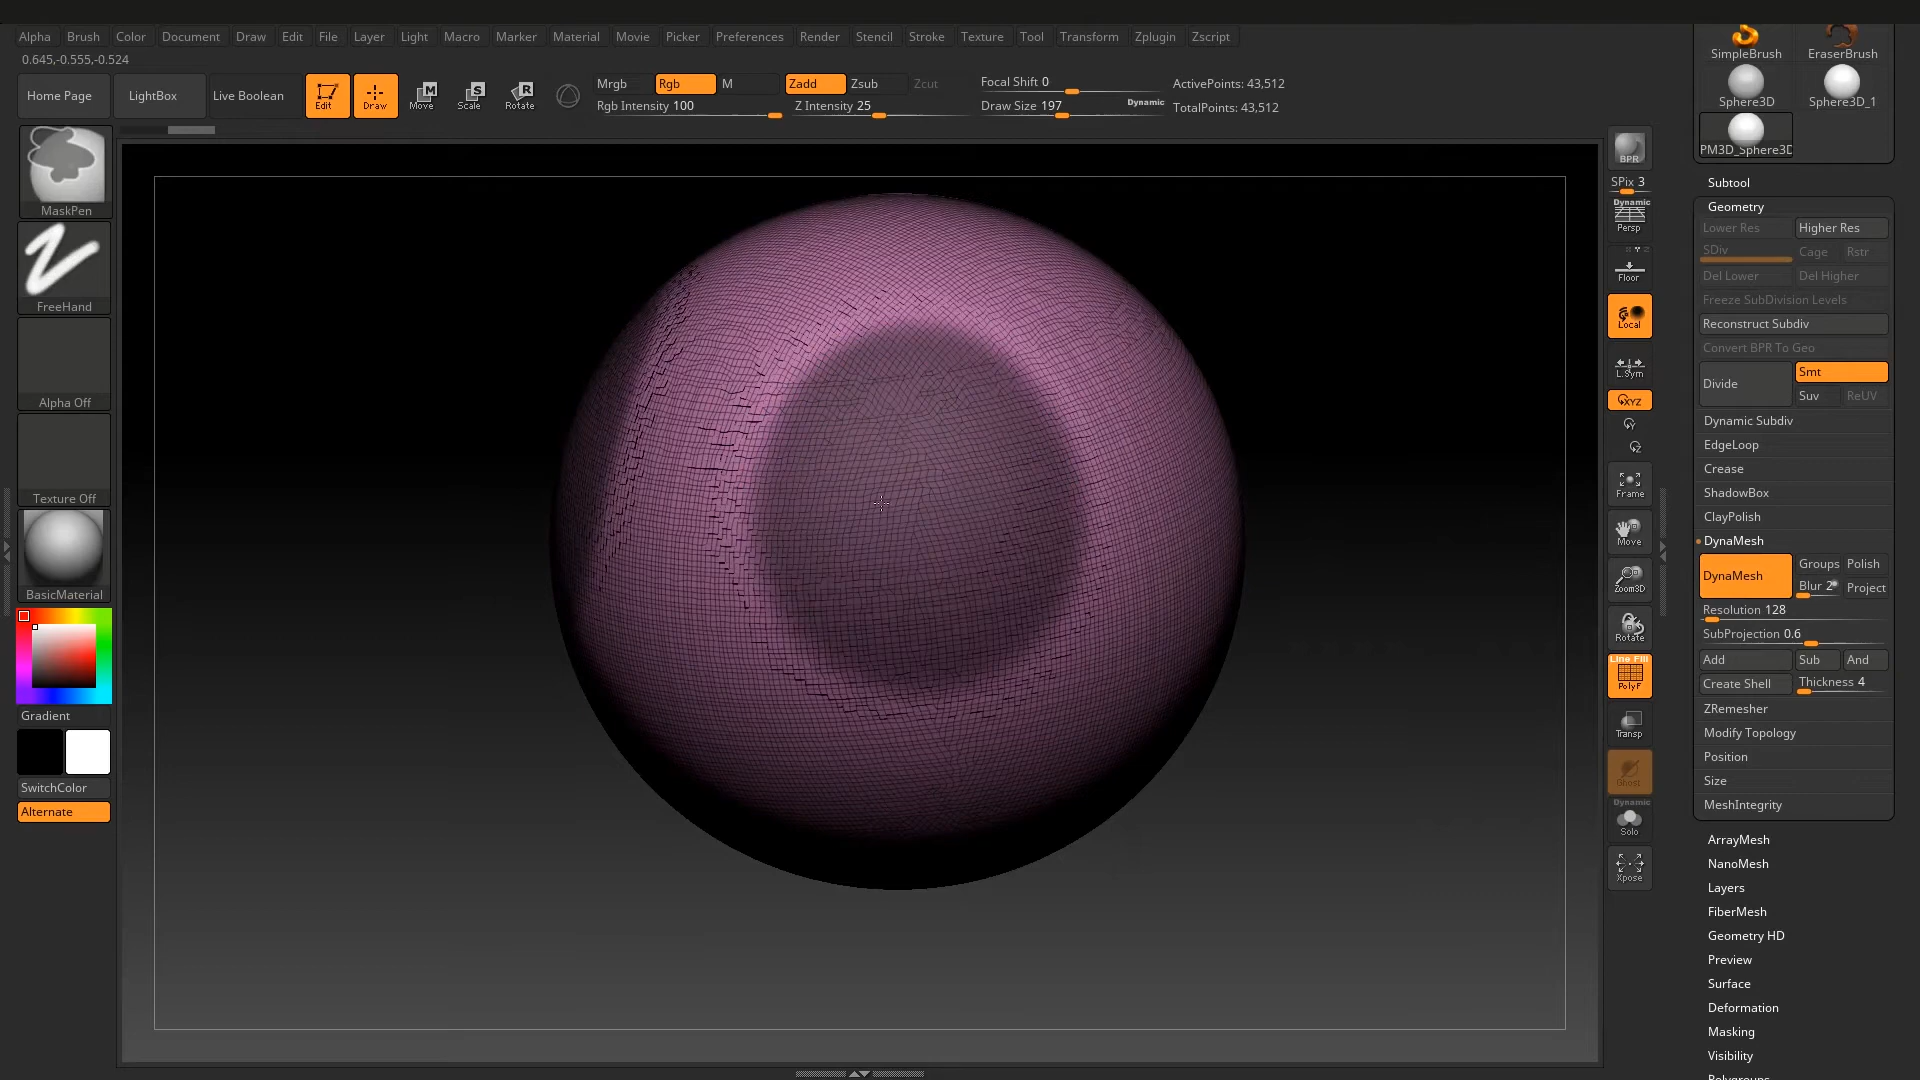 Alpha Brush Color Document Draw Edit File Layer Light Macro Marker Material Movie Picker Preferences Render Stencil Stroke Texture Tool Transform Zplugin Zscript
0.645,-0.555,-0.524
Home Page
LightBox
Live Boolean
Edit
Draw
Move
Scale
Rotate
Mrgb Rgb M
Rgb Intensity 100
Zadd Zsub Zcut
Z Intensity 25
Focal Shift 0
Draw Size 197 Dynamic
ActivePoints: 43,512
TotalPoints: 43,512
MaskPen
FreeHand
Alpha Off
Texture Off
BasicMaterial
Gradient
SwitchColor
Alternate
BPR
SPix 3
Dynamic
Persp
Floor
Local
L.Sym
XYZ
Y
Z
Frame
Move
Zoom3D
Rotate
Line Fill
PolyF
Transp
Ghost
Dynamic
Solo
Xpose
SimpleBrush EraserBrush
Sphere3D Sphere3D_1
PM3D_Sphere3D
Subtool
Geometry
Lower Res Higher Res
SDiv Cage Rstr
Del Lower Del Higher
Freeze SubDivision Levels
Reconstruct Subdiv
Convert BPR To Geo
Divide Smt
Suv ReUV
Dynamic Subdiv
EdgeLoop
Crease
ShadowBox
ClayPolish
DynaMesh
DynaMesh Groups Polish
Blur 2 Project
Resolution 128
SubProjection 0.6
Add Sub And
Create Shell Thickness 4
ZRemesher
Modify Topology
Position
Size
MeshIntegrity
ArrayMesh
NanoMesh
Layers
FiberMesh
Geometry HD
Preview
Surface
Deformation
Masking
Visibility
Polygroups